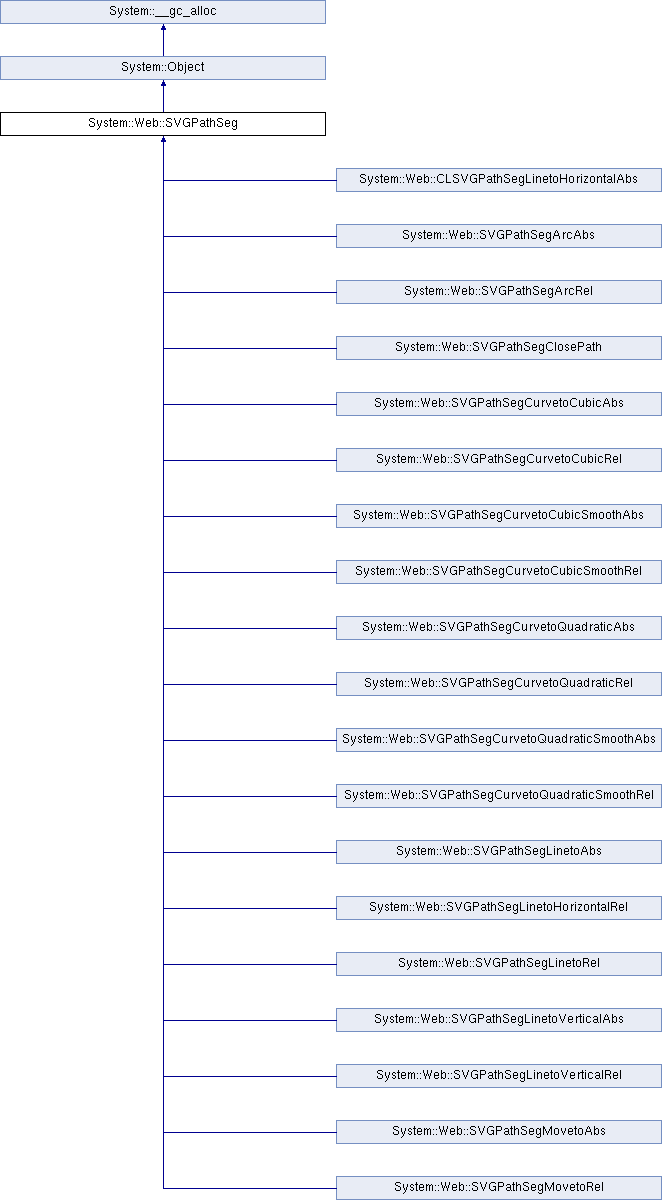 System::__gc_alloc
System::Object
System::Web::SVGPathSeg
System::Web::CLSVGPathSegLinetoHorizontalAbs
System::Web::SVGPathSegArcAbs
System::Web::SVGPathSegArcRel
System::Web::SVGPathSegClosePath
System::Web::SVGPathSegCurvetoCubicAbs
System::Web::SVGPathSegCurvetoCubicRel
System::Web::SVGPathSegCurvetoCubicSmoothAbs
System::Web::SVGPathSegCurvetoCubicSmoothRel
System::Web::SVGPathSegCurvetoQuadraticAbs
System::Web::SVGPathSegCurvetoQuadraticRel
System::Web::SVGPathSegCurvetoQuadraticSmoothAbs
System::Web::SVGPathSegCurvetoQuadraticSmoothRel
System::Web::SVGPathSegLinetoAbs
System::Web::SVGPathSegLinetoHorizontalRel
System::Web::SVGPathSegLinetoRel
System::Web::SVGPathSegLinetoVerticalAbs
System::Web::SVGPathSegLinetoVerticalRel
System::Web::SVGPathSegMovetoAbs
System::Web::SVGPathSegMovetoRel